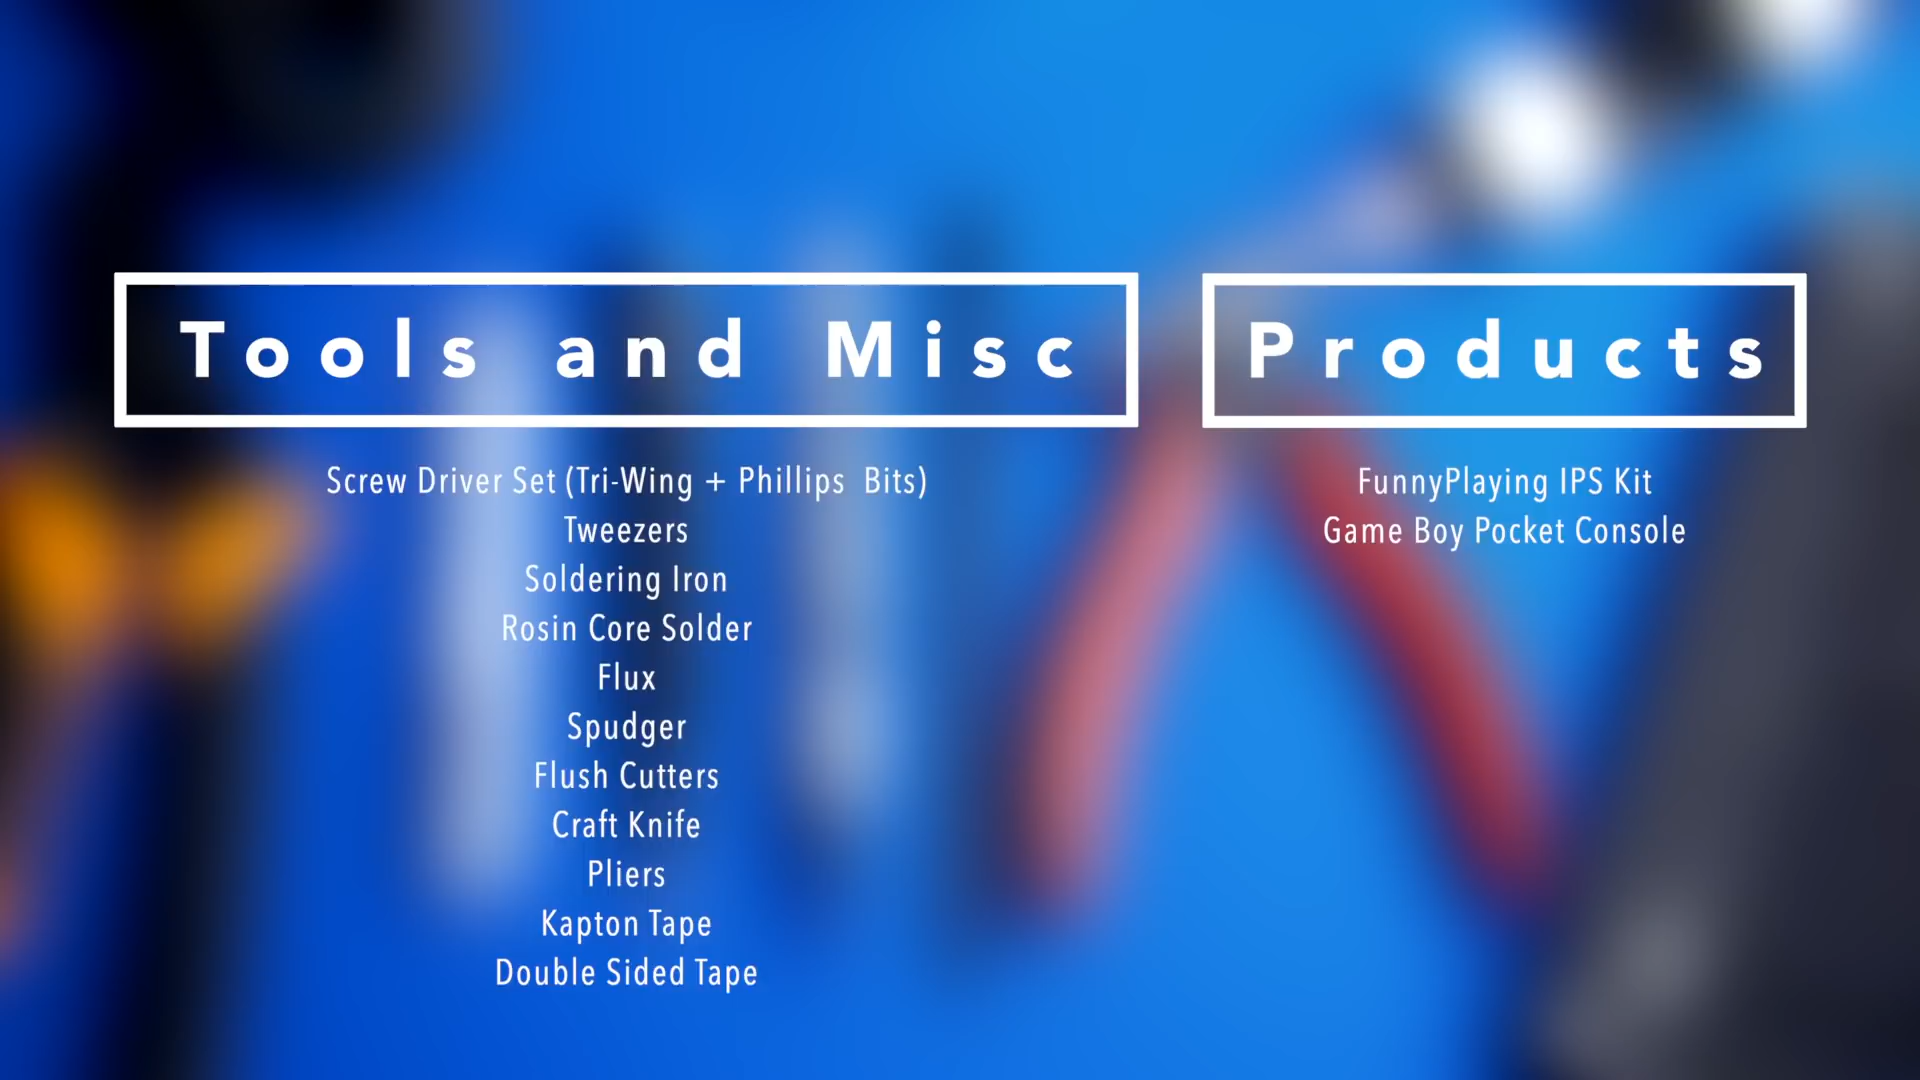 Tools and Misc
Screw Driver Set (Tri-Wing + Phillips  Bits)
Tweezers
Soldering Iron
Rosin Core Solder
Flux
Spudger
Flush Cutters
Craft Knife
Pliers
Kapton Tape
Double Sided Tape
Products
FunnyPlaying IPS Kit
Game Boy Pocket Console